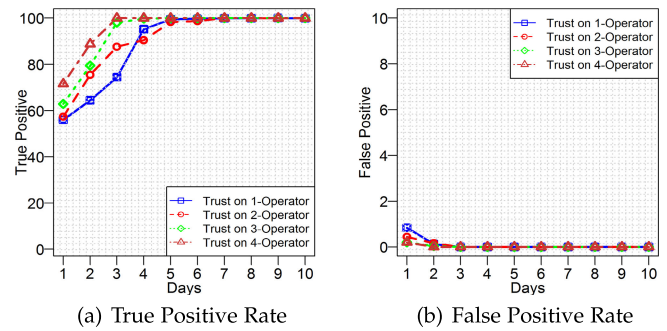 100
80
60
40
20
0
True Positive
Trust on 1-Operator
Trust on 2-Operator
Trust on 3-Operator
Trust on 4-Operator
1 2 3 4 5 6 7 8 9 10
Days
(a) True Positive Rate
10
8
6
4
2
0
False Positive
Trust on 1-Operator
Trust on 2-Operator
Trust on 3-Operator
Trust on 4-Operator
1 2 3 4 5 6 7 8 9 10
Days
(b) False Positive Rate